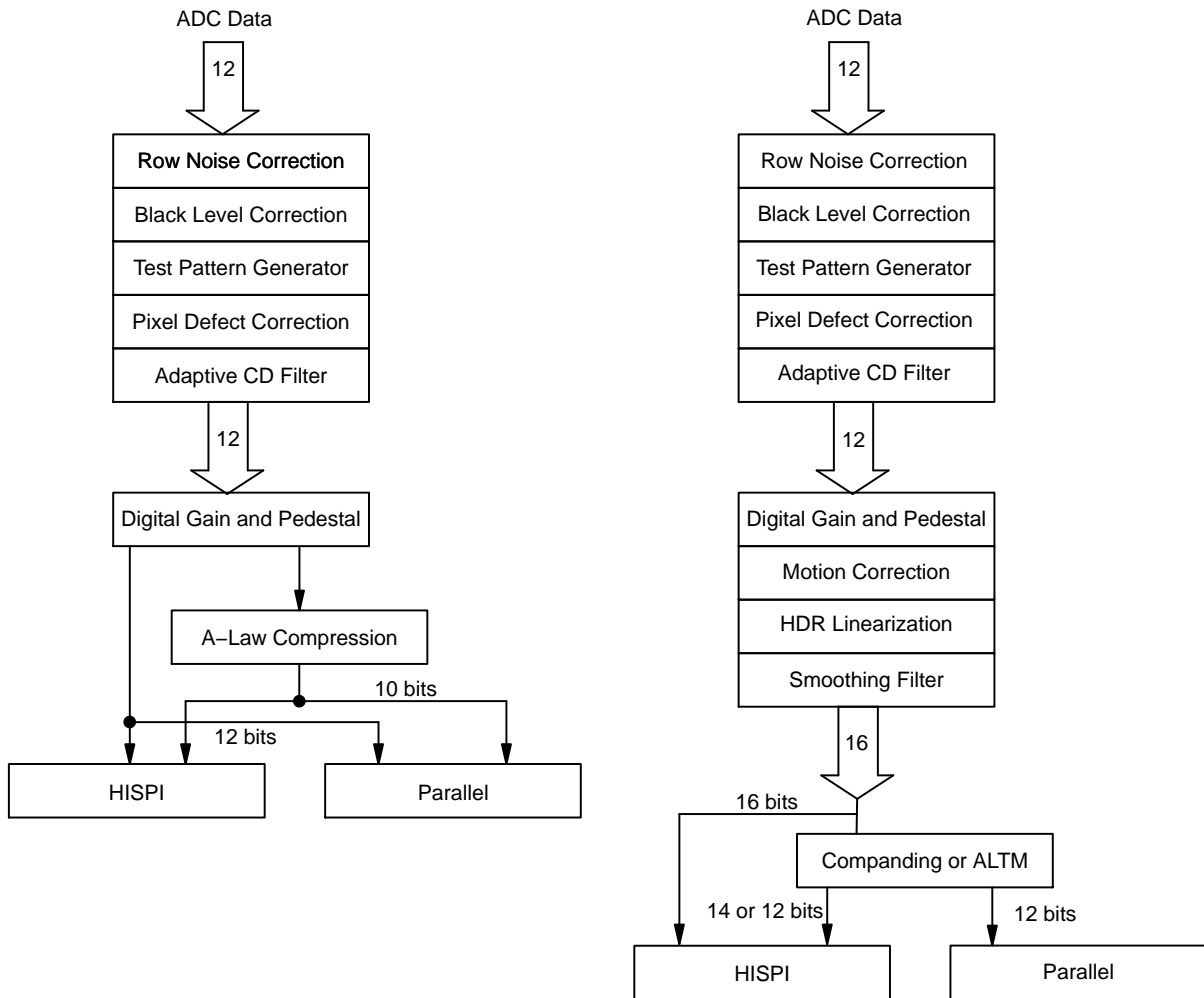 ADC Data
12
Row Noise Correction
Black Level Correction
Test Pattern Generator
Pixel Defect Correction
Adaptive CD Filter
12
Digital Gain and Pedestal
A−Law Compression
10 bits
12 bits
HISPI
Parallel
ADC Data
12
Row Noise Correction
Black Level Correction
Test Pattern Generator
Pixel Defect Correction
Adaptive CD Filter
12
Digital Gain and Pedestal
Motion Correction
HDR Linearization
Smoothing Filter
16
16 bits
Companding or ALTM
14 or 12 bits
12 bits
HISPI
Parallel